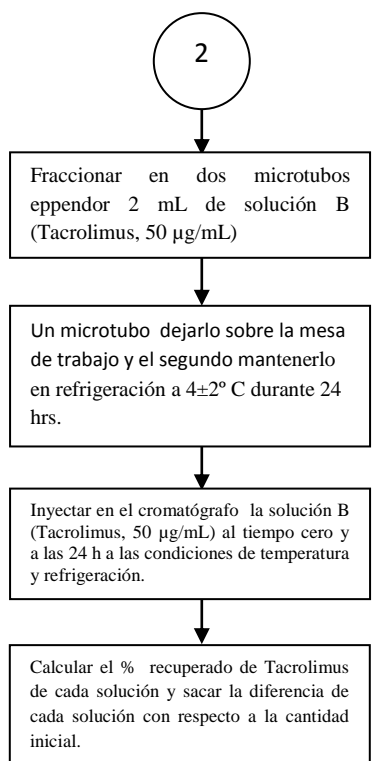 2
Fraccionar en dos microtubos
eppendor 2 mL de solución B
(Tacrolimus, 50 µg/mL)
Un microtubo dejarlo sobre la mesa
de trabajo y el segundo mantenerlo
en refrigeración a 4±2º C durante 24
hrs.
Inyectar en el cromatógrafo la solución B
(Tacrolimus, 50 µg/mL) al tiempo cero y
a las 24 h a las condiciones de temperatura
y refrigeración.
Calcular el % recuperado de Tacrolimus
de cada solución y sacar la diferencia de
cada solución con respecto a la cantidad
inicial.